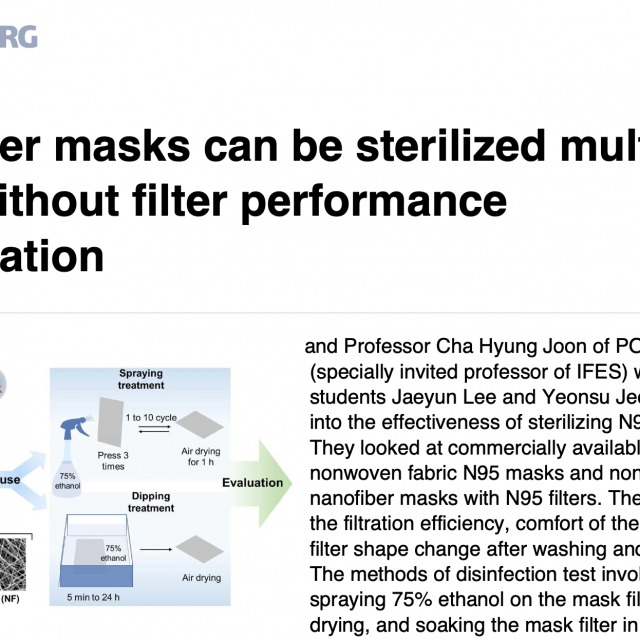 RG
er masks can be sterilized mul
ithout filter performance
ation
Spraying
treatment
1 to 10 cycle
Press 3
times
Air drying
for 1 h
75%
ethanol
use
Evaluation
Dipping
treatment
75%
ethanol
Air drying
5 min to 24 h
(NF)
and Professor Cha Hyung Joon of PO
(specially invited professor of IFES) w
students Jaeyun Lee and Yeonsu Je
into the effectiveness of sterilizing N9
They looked at commercially availabl
nonwoven fabric N95 masks and non
nanofiber masks with N95 filters. The
the filtration efficiency, comfort of the
filter shape change after washing and
The methods of disinfection test invol
spraying 75% ethanol on the mask fil
drying, and soaking the mask filter in